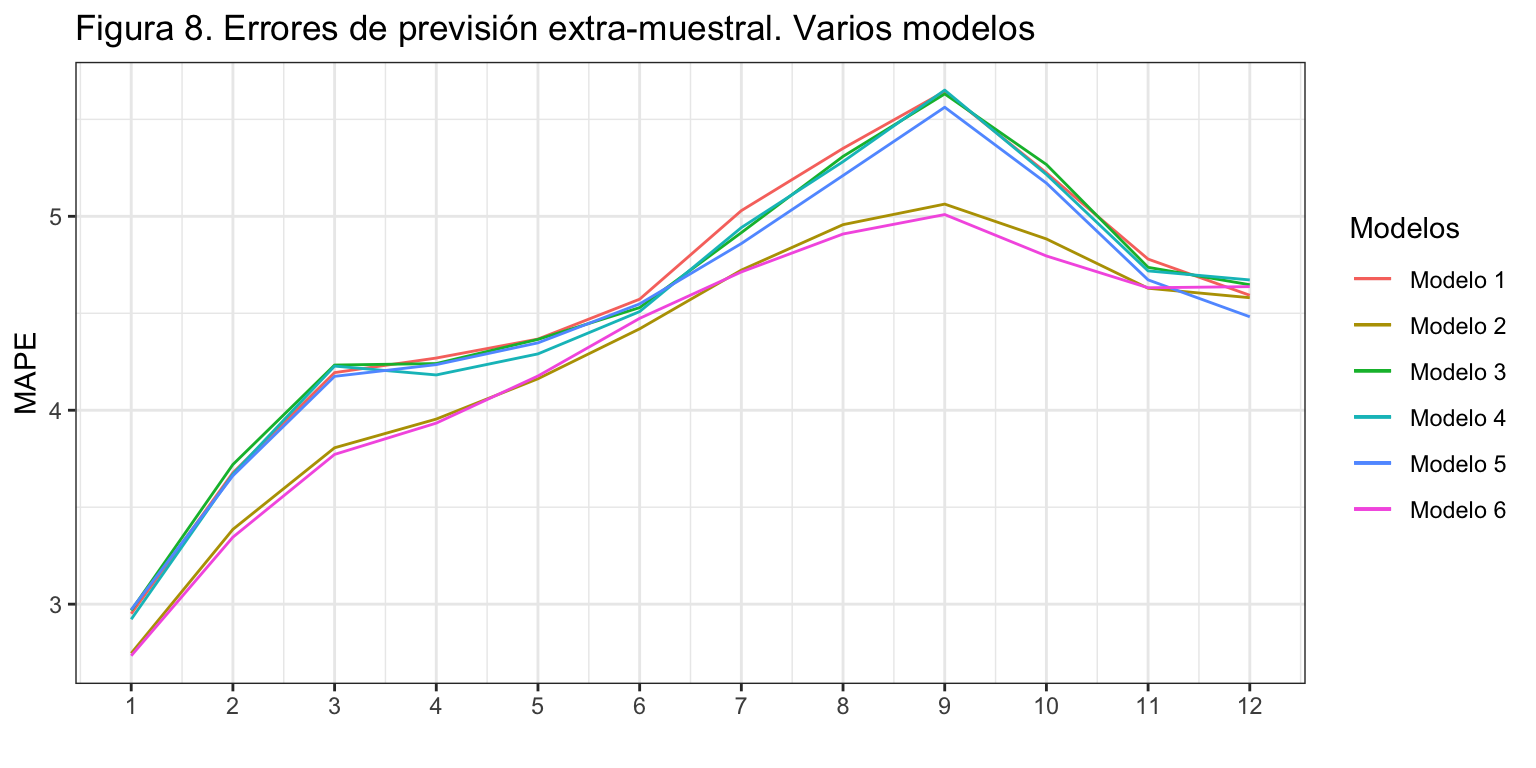 Figura 8. Errores de previsión extra-muestral. Varios modelos
MAPE
5
4
3
1 2 3 4 5 6 7 8 9 10 11 12
Modelos
Modelo 1
Modelo 2
Modelo 3
Modelo 4
Modelo 5
Modelo 6